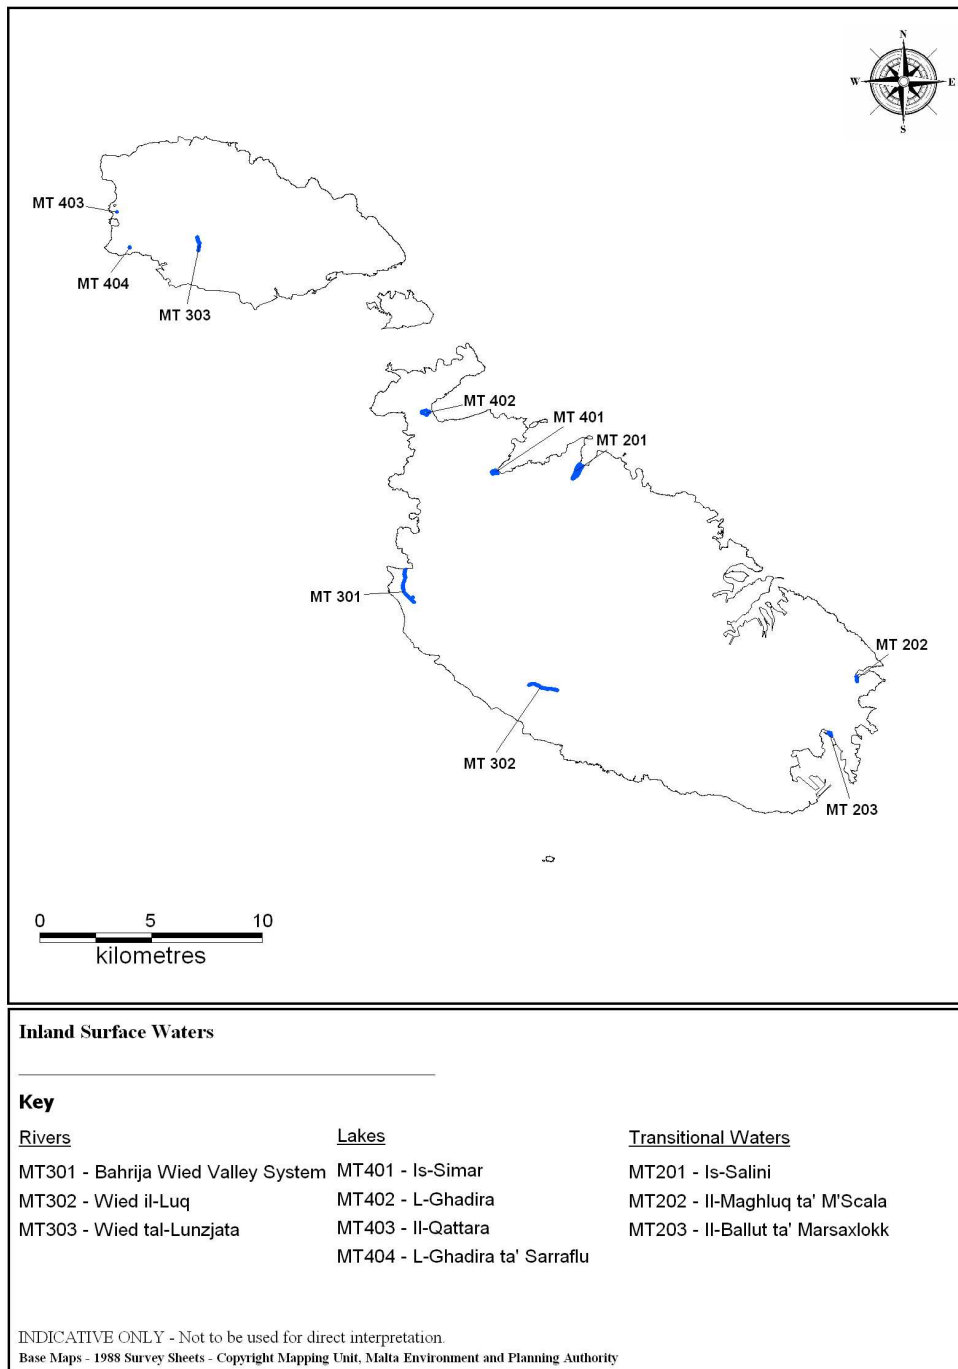 N
W E
S
MT 403
MT 404
MT 303
MT 402
MT 401
MT 201
MT 301
MT 202
MT 302
MT 203
0 5 10
kilometres
Inland Surface Waters
Key
Rivers
MT301 - Bahrija Wied Valley System
MT302 - Wied il-Luq
MT303 - Wied tal-Lunzjata
Lakes
MT401 - Is-Simar
MT402 - L-Ghadira
MT403 - Il-Qattara
MT404 - L-Ghadira ta' Sarraflu
Transitional Waters
MT201 - Is-Salini
MT202 - Il-Maghluq ta' M'Scala
MT203 - Il-Ballut ta' Marsaxlokk
INDICATIVE ONLY - Not to be used for direct interpretation.
Base Maps - 1988 Survey Sheets - Copyright Mapping Unit, Malta Environment and Planning Authority